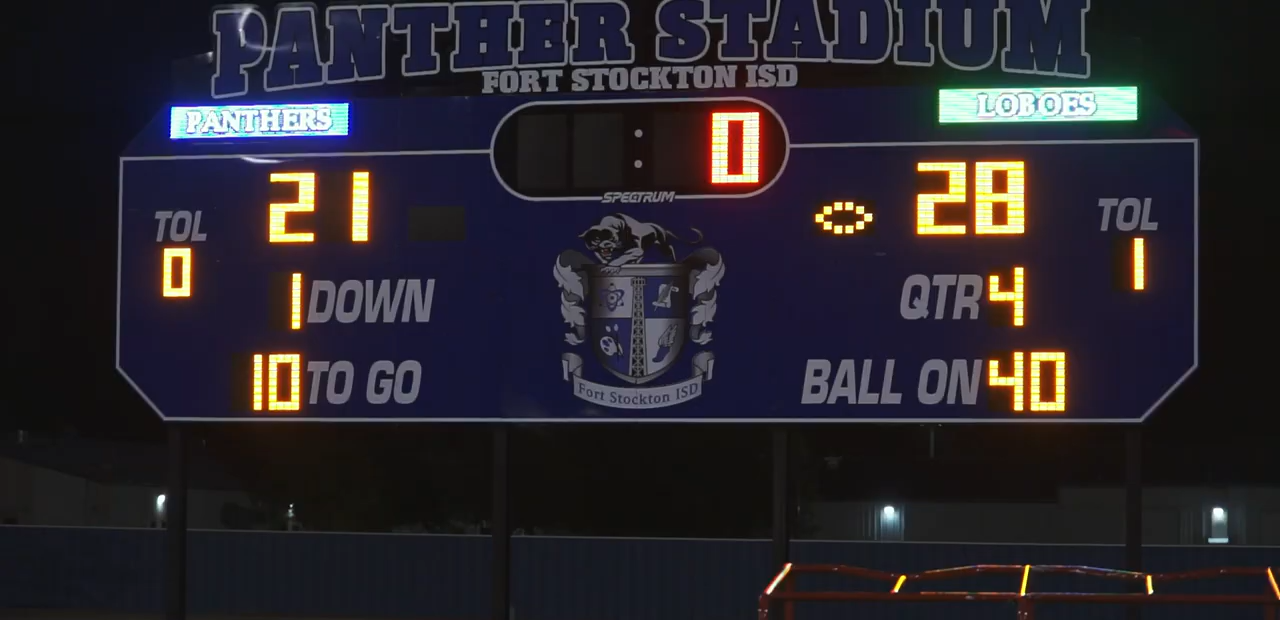 PANTHER STADIUM
FORT STOCKTON ISD
PANTHERS
: 0
LOBOES
SPECTRUM
21
28
TOL
TOL
0
1
1 DOWN
QTR 4
10 TO GO
BALL ON 40
Fort Stockton ISD